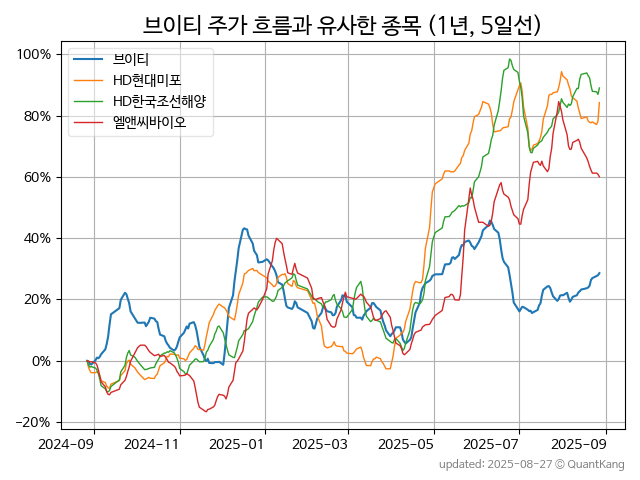 브이티 주가 흐름과 유사한 종목 (1년, 5일선)
100%
80%
60%
40%
20%
0%
−20%
브이티
HD현대미포
HD한국조선해양
엘앤씨바이오
2024-09 2024-11 2025-01 2025-03 2025-05 2025-07 2025-09
updated: 2025-08-27 © QuantKang